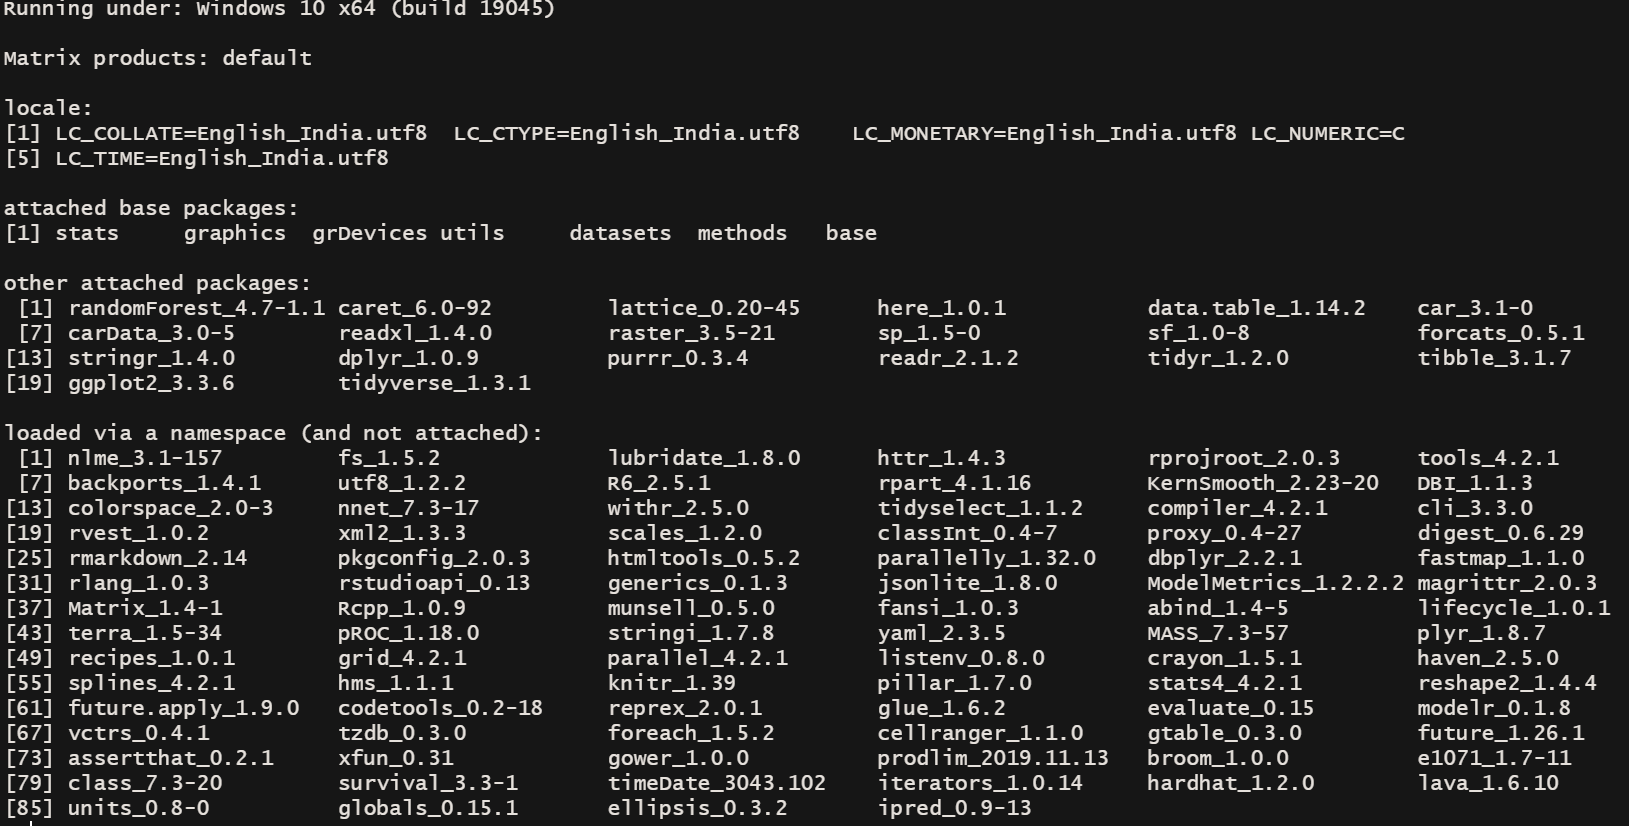 Running under: Windows 10 x64 (build 19045)
Matrix products: default
locale:
[1] LC_COLLATE=English_India.utf8  LC_CTYPE=English_India.utf8    LC_MONETARY=English_India.utf8 LC_NUMERIC=C
[5] LC_TIME=English_India.utf8
attached base packages:
[1] stats     graphics  grDevices utils     datasets  methods   base
other attached packages:
 [1] randomForest_4.7-1.1 caret_6.0-92         lattice_0.20-45      here_1.0.1           data.table_1.14.2    car_3.1-0
 [7] carData_3.0-5        readxl_1.4.0         raster_3.5-21        sp_1.5-0             sf_1.0-8             forcats_0.5.1
[13] stringr_1.4.0        dplyr_1.0.9          purrr_0.3.4          readr_2.1.2          tidyr_1.2.0          tibble_3.1.7
[19] ggplot2_3.3.6        tidyverse_1.3.1
loaded via a namespace (and not attached):
 [1] nlme_3.1-157         fs_1.5.2             lubridate_1.8.0      httr_1.4.3           rprojroot_2.0.3      tools_4.2.1
 [7] backports_1.4.1      utf8_1.2.2           R6_2.5.1             rpart_4.1.16         KernSmooth_2.23-20   DBI_1.1.3
[13] colorspace_2.0-3     nnet_7.3-17          withr_2.5.0          tidyselect_1.1.2     compiler_4.2.1       cli_3.3.0
[19] rvest_1.0.2          xml2_1.3.3           scales_1.2.0         classInt_0.4-7       proxy_0.4-27         digest_0.6.29
[25] rmarkdown_2.14       pkgconfig_2.0.3      htmltools_0.5.2      parallelly_1.32.0    dbplyr_2.2.1         fastmap_1.1.0
[31] rlang_1.0.3          rstudioapi_0.13      generics_0.1.3       jsonlite_1.8.0       ModelMetrics_1.2.2.2 magrittr_2.0.3
[37] Matrix_1.4-1         Rcpp_1.0.9           munsell_0.5.0        fansi_1.0.3          abind_1.4-5          lifecycle_1.0.1
[43] terra_1.5-34         pROC_1.18.0          stringi_1.7.8        yaml_2.3.5           MASS_7.3-57          plyr_1.8.7
[49] recipes_1.0.1        grid_4.2.1           parallel_4.2.1       listenv_0.8.0        crayon_1.5.1         haven_2.5.0
[55] splines_4.2.1        hms_1.1.1            knitr_1.39           pillar_1.7.0         stats4_4.2.1         reshape2_1.4.4
[61] future.apply_1.9.0   codetools_0.2-18     reprex_2.0.1         glue_1.6.2           evaluate_0.15        modelr_0.1.8
[67] vctrs_0.4.1          tzdb_0.3.0           foreach_1.5.2        cellranger_1.1.0     gtable_0.3.0         future_1.26.1
[73] assertthat_0.2.1     xfun_0.31            gower_1.0.0          prodlim_2019.11.13   broom_1.0.0          e1071_1.7-11
[79] class_7.3-20         survival_3.3-1       timeDate_3043.102    iterators_1.0.14     hardhat_1.2.0        lava_1.6.10
[85] units_0.8-0          globals_0.15.1       ellipsis_0.3.2       ipred_0.9-13